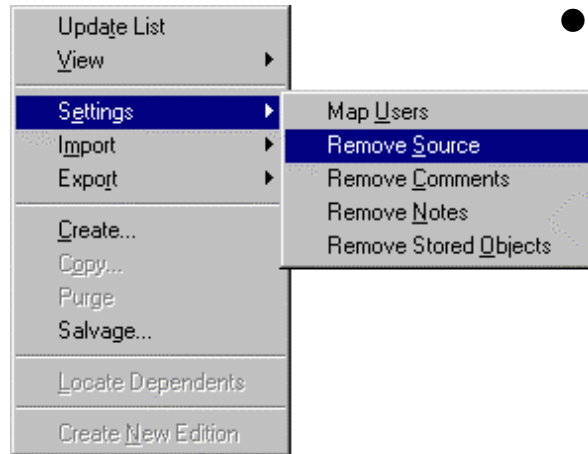 Update List
View
Settings
Import
Export
Create...
Copy...
Purge
Salvage...
Locate Dependents
Create New Edition
Map Users
Remove Source
Remove Comments
Remove Notes
Remove Stored Objects